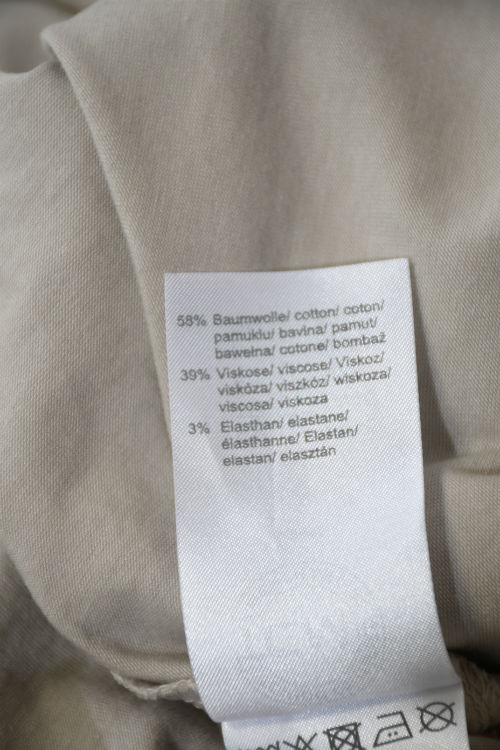 58% Baumwolle/ cotton/ coton/
pamuklu/ bavlna/ pamut/
bawełna/ cotone/ bombaž
39% Viskose/ viscose/ Viskoz/
viskóza/ viszkóz/ wiskoza/
viscosa/ viskoza
3% Elasthan/ elastane/
élasthanne/ Elastan/
elastan/ elasztán